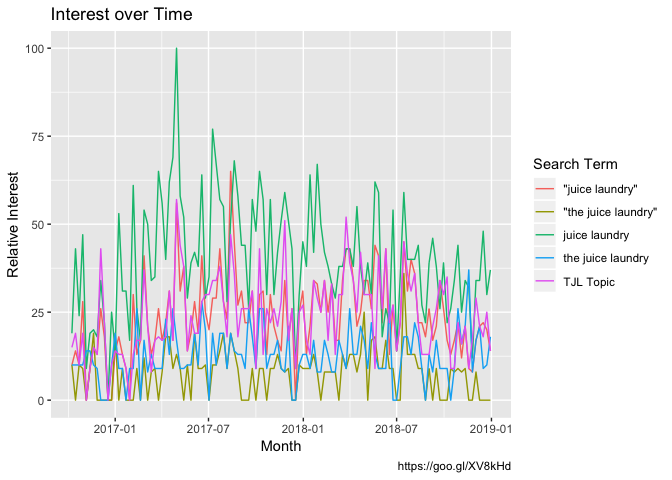 Interest over Time
Relative Interest
100
75
50
25
0
2017-01 2017-07 2018-01 2018-07 2019-01
Month
Search Term
"juice laundry"
"the juice laundry"
juice laundry
the juice laundry
TJL Topic
https://goo.gl/XV8kHd